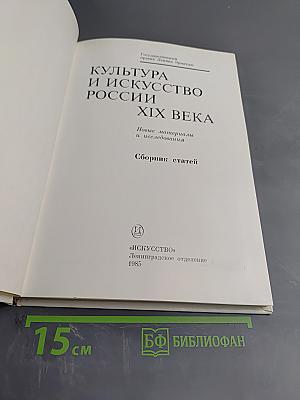 Государственный
ордена Ленина Эрмитаж
КУЛЬТУРА
И ИСКУССТВО
РОССИИ
XIX ВЕКА
Новые материалы
и исследования
Сборник статей
«ИСКУССТВО»
Ленинградское отделение
1985
15 см
БФ БИБЛИОФАН